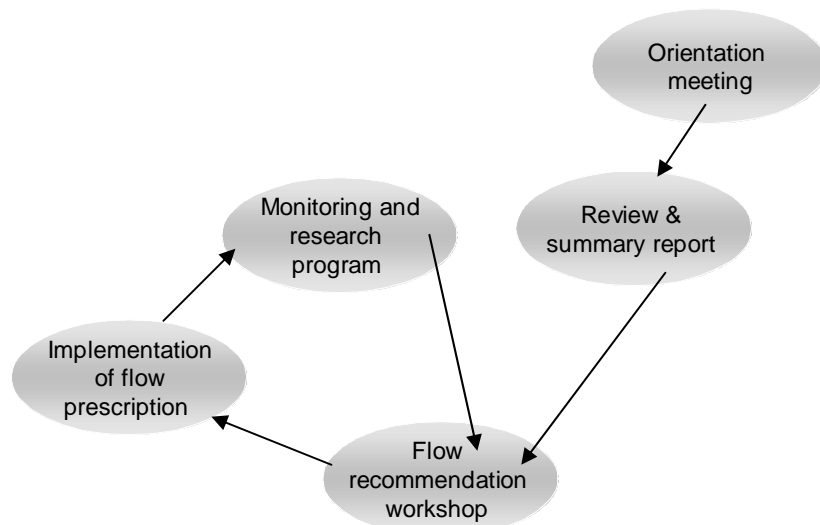 Orientation
meeting
Review &
summary report
Monitoring and
research
program
Implementation
of flow
prescription
Flow
recommendation
workshop